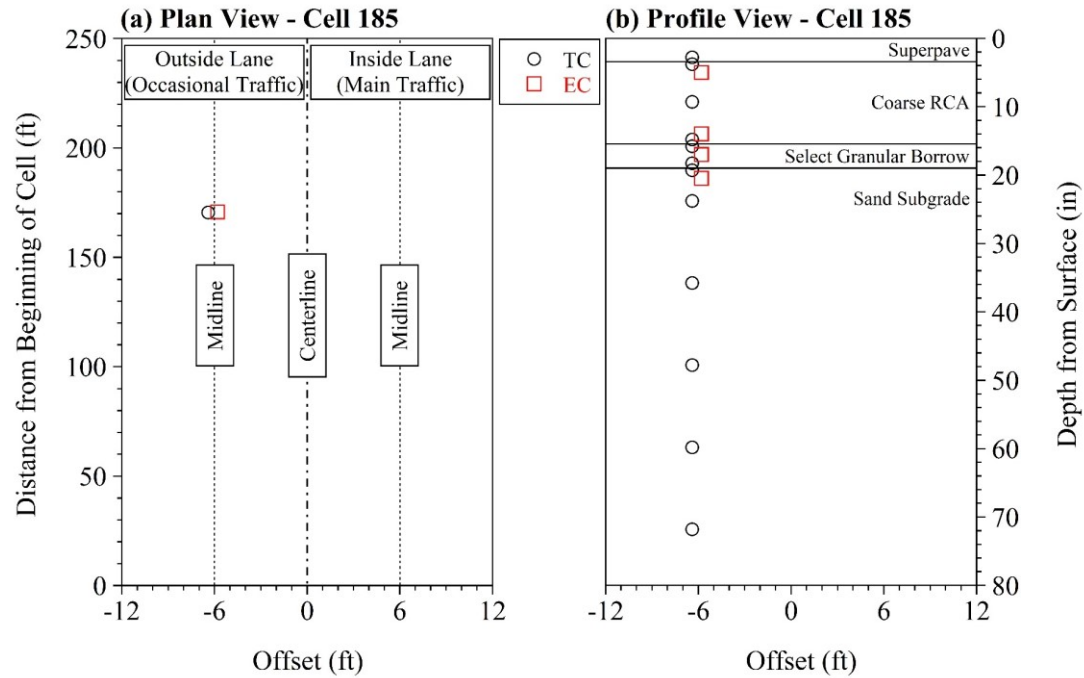 (a) Plan View - Cell 185
250
200
150
100
50
0
Distance from Beginning of Cell (ft)
Outside Lane
(Occasional Traffic)
Inside Lane
(Main Traffic)
Midline
Centerline
Midline
-12
-6
0
6
12
Offset (ft)
TC
EC
(b) Profile View - Cell 185
Superpave
Coarse RCA
Select Granular Borrow
Sand Subgrade
0
10
20
30
40
50
60
70
80
Depth from Surface (in)
-12
-6
0
6
12
Offset (ft)